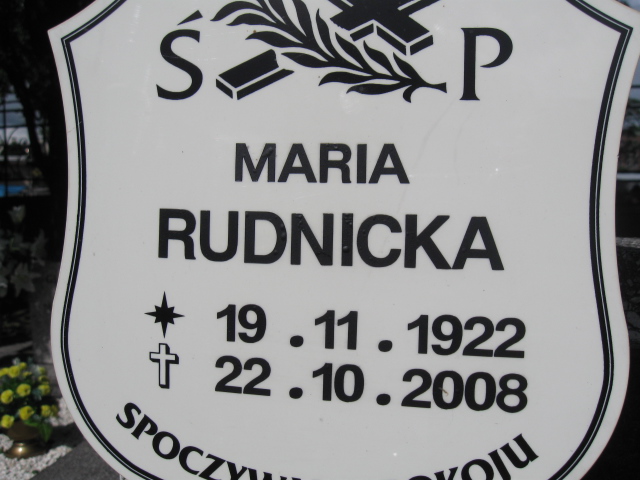 Ś P
MARIA
RUDNICKA
19 . 11 . 1922
22 . 10 . 2008